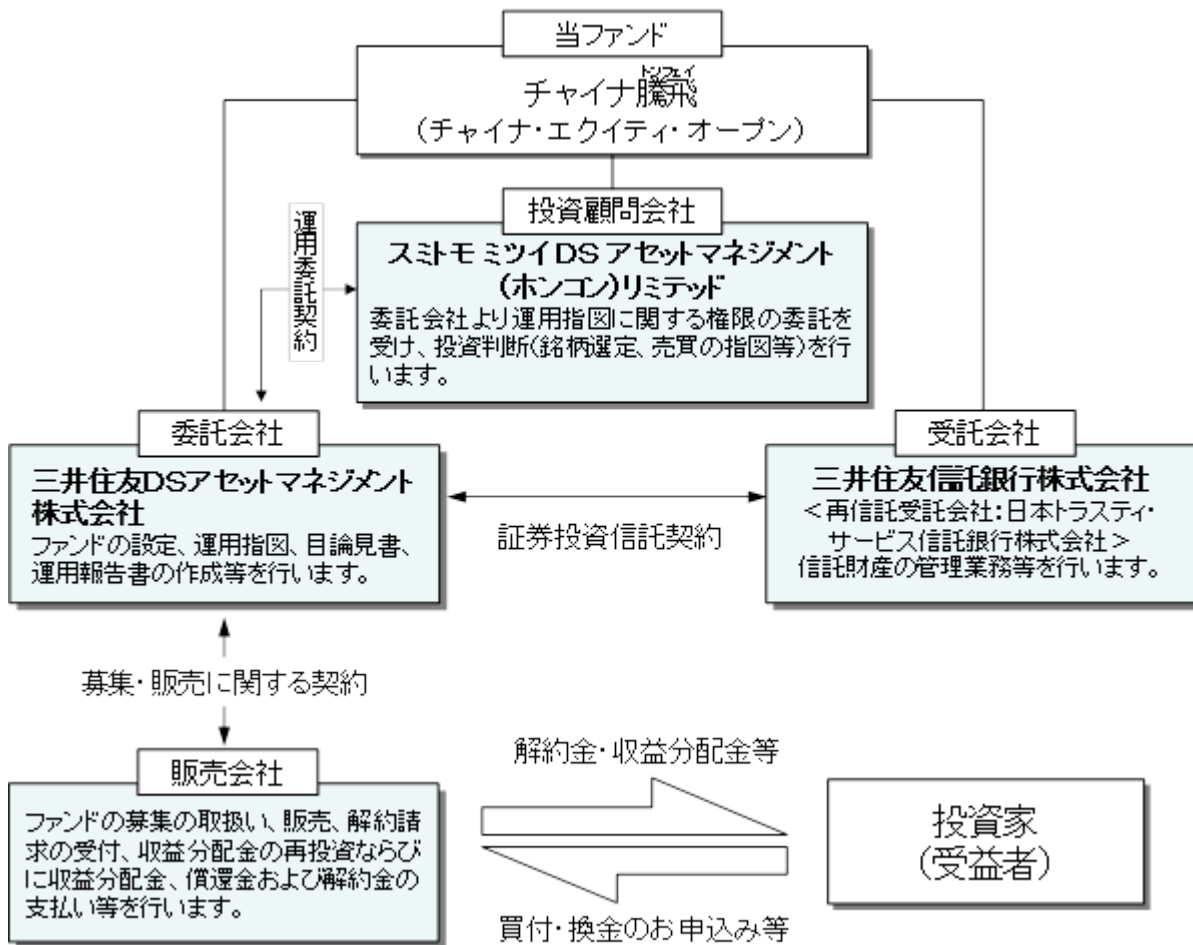 当ファンド
トンフェイ
チャイナ騰飛
（チャイナ・エクイティ・オープン）
投資顧問会社
スミトモ ミツイ DS アセットマネジメント
（ホンコン）リミテッド
委託会社より運用指図に関する権限の委託を
受け、投資判断(銘柄選定、売買の指図等)を行
います。
運用委託契約
委託会社
三井住友DSアセットマネジメント
株式会社
ファンドの設定、運用指図、目論見書、
運用報告書の作成等を行います。
証券投資信託契約
受託会社
三井住友信託銀行株式会社
＜再信託受託会社：日本トラスティ・
サービス信託銀行株式会社＞
信託財産の管理業務等を行います。
募集・販売に関する契約
販売会社
ファンドの募集の取扱い、販売、解約請
求の受付、収益分配金の再投資ならび
に収益分配金、償還金および解約金の
支払い等を行います。
解約金・収益分配金等
買付・換金のお申込み等
投資家
（受益者）